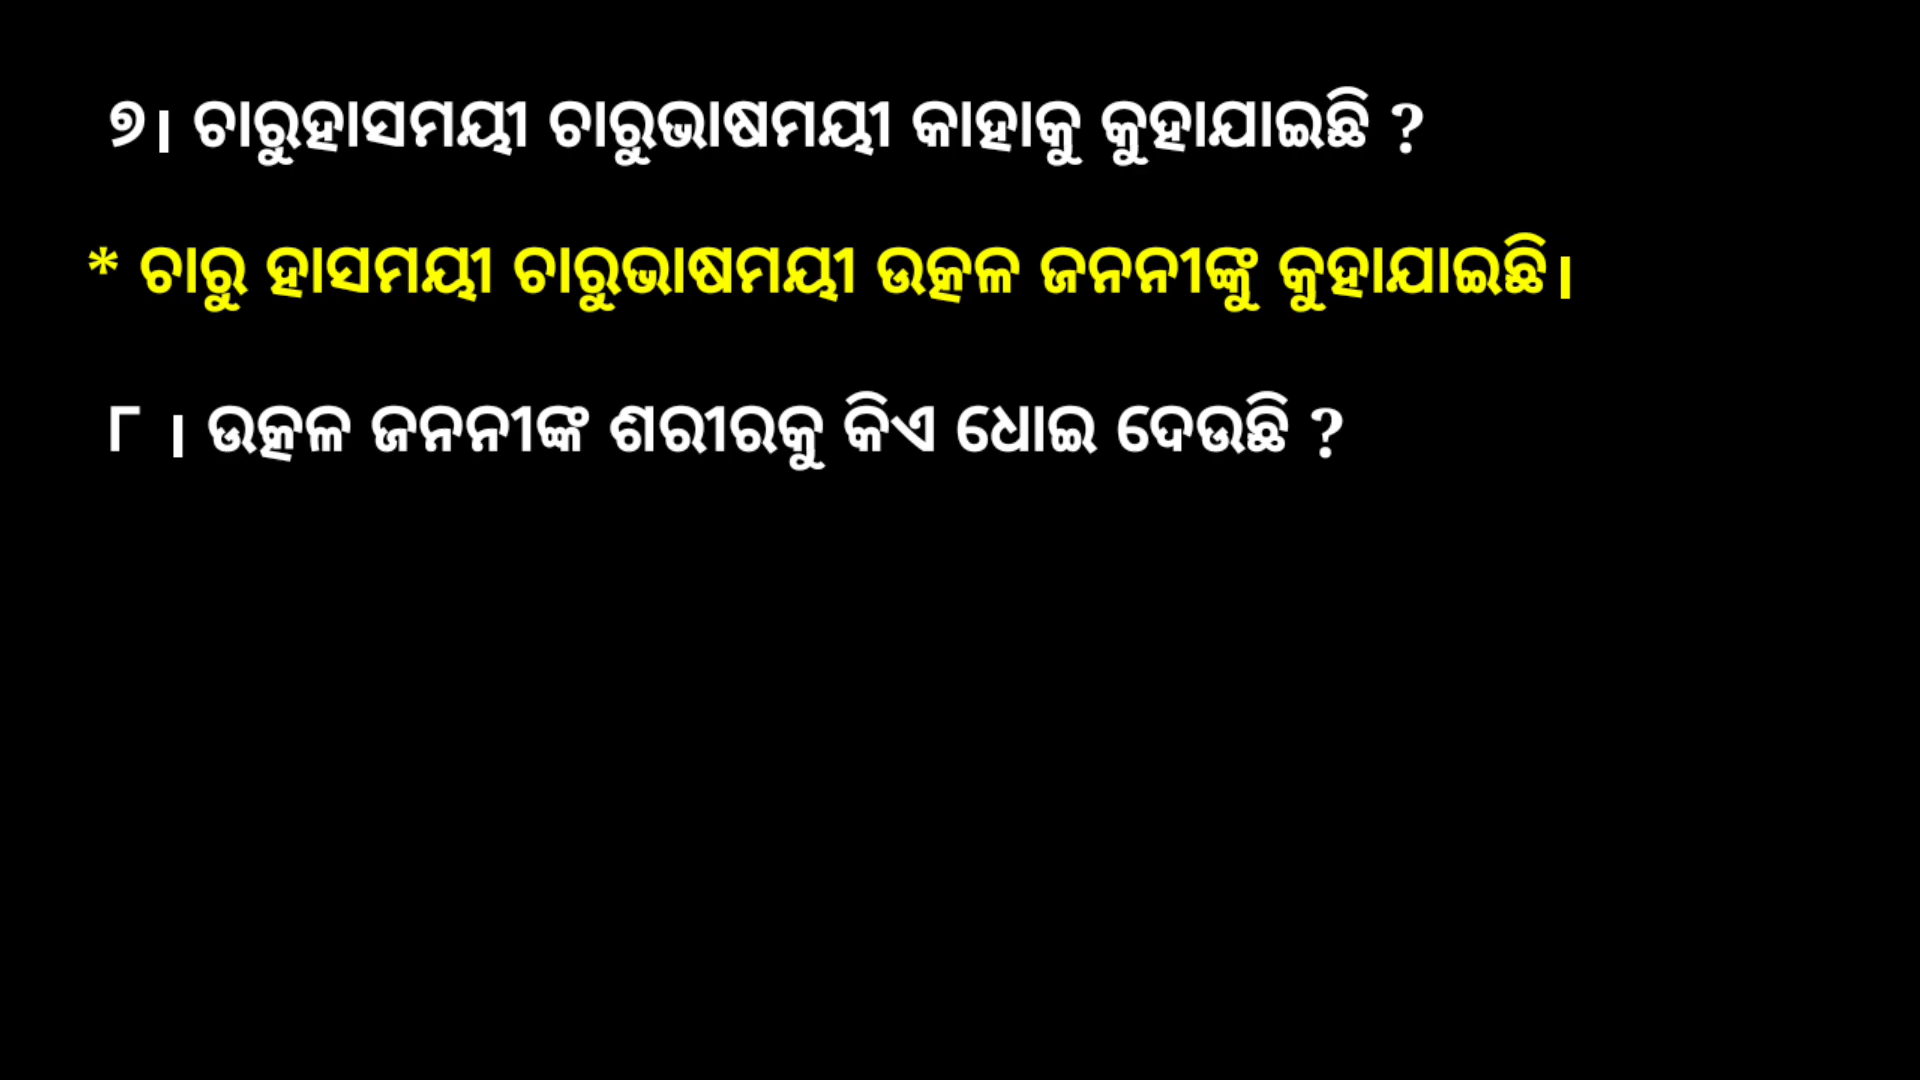 ୭। ଚାରୁହାସମୟୀ ଚାରୁଭାଷମୟୀ କାହାକୁ କୁହାଯାଇଛି ?
* ଚାରୁ ହାସମୟୀ ଚାରୁଭାଷମୟୀ ଉତ୍କଳ ଜନନୀଙ୍କୁ କୁହାଯାଇଛି।
୮ । ଉତ୍କଳ ଜନନୀଙ୍କ ଶରୀରକୁ କିଏ ଧୋଇ ଦେଉଛି ?